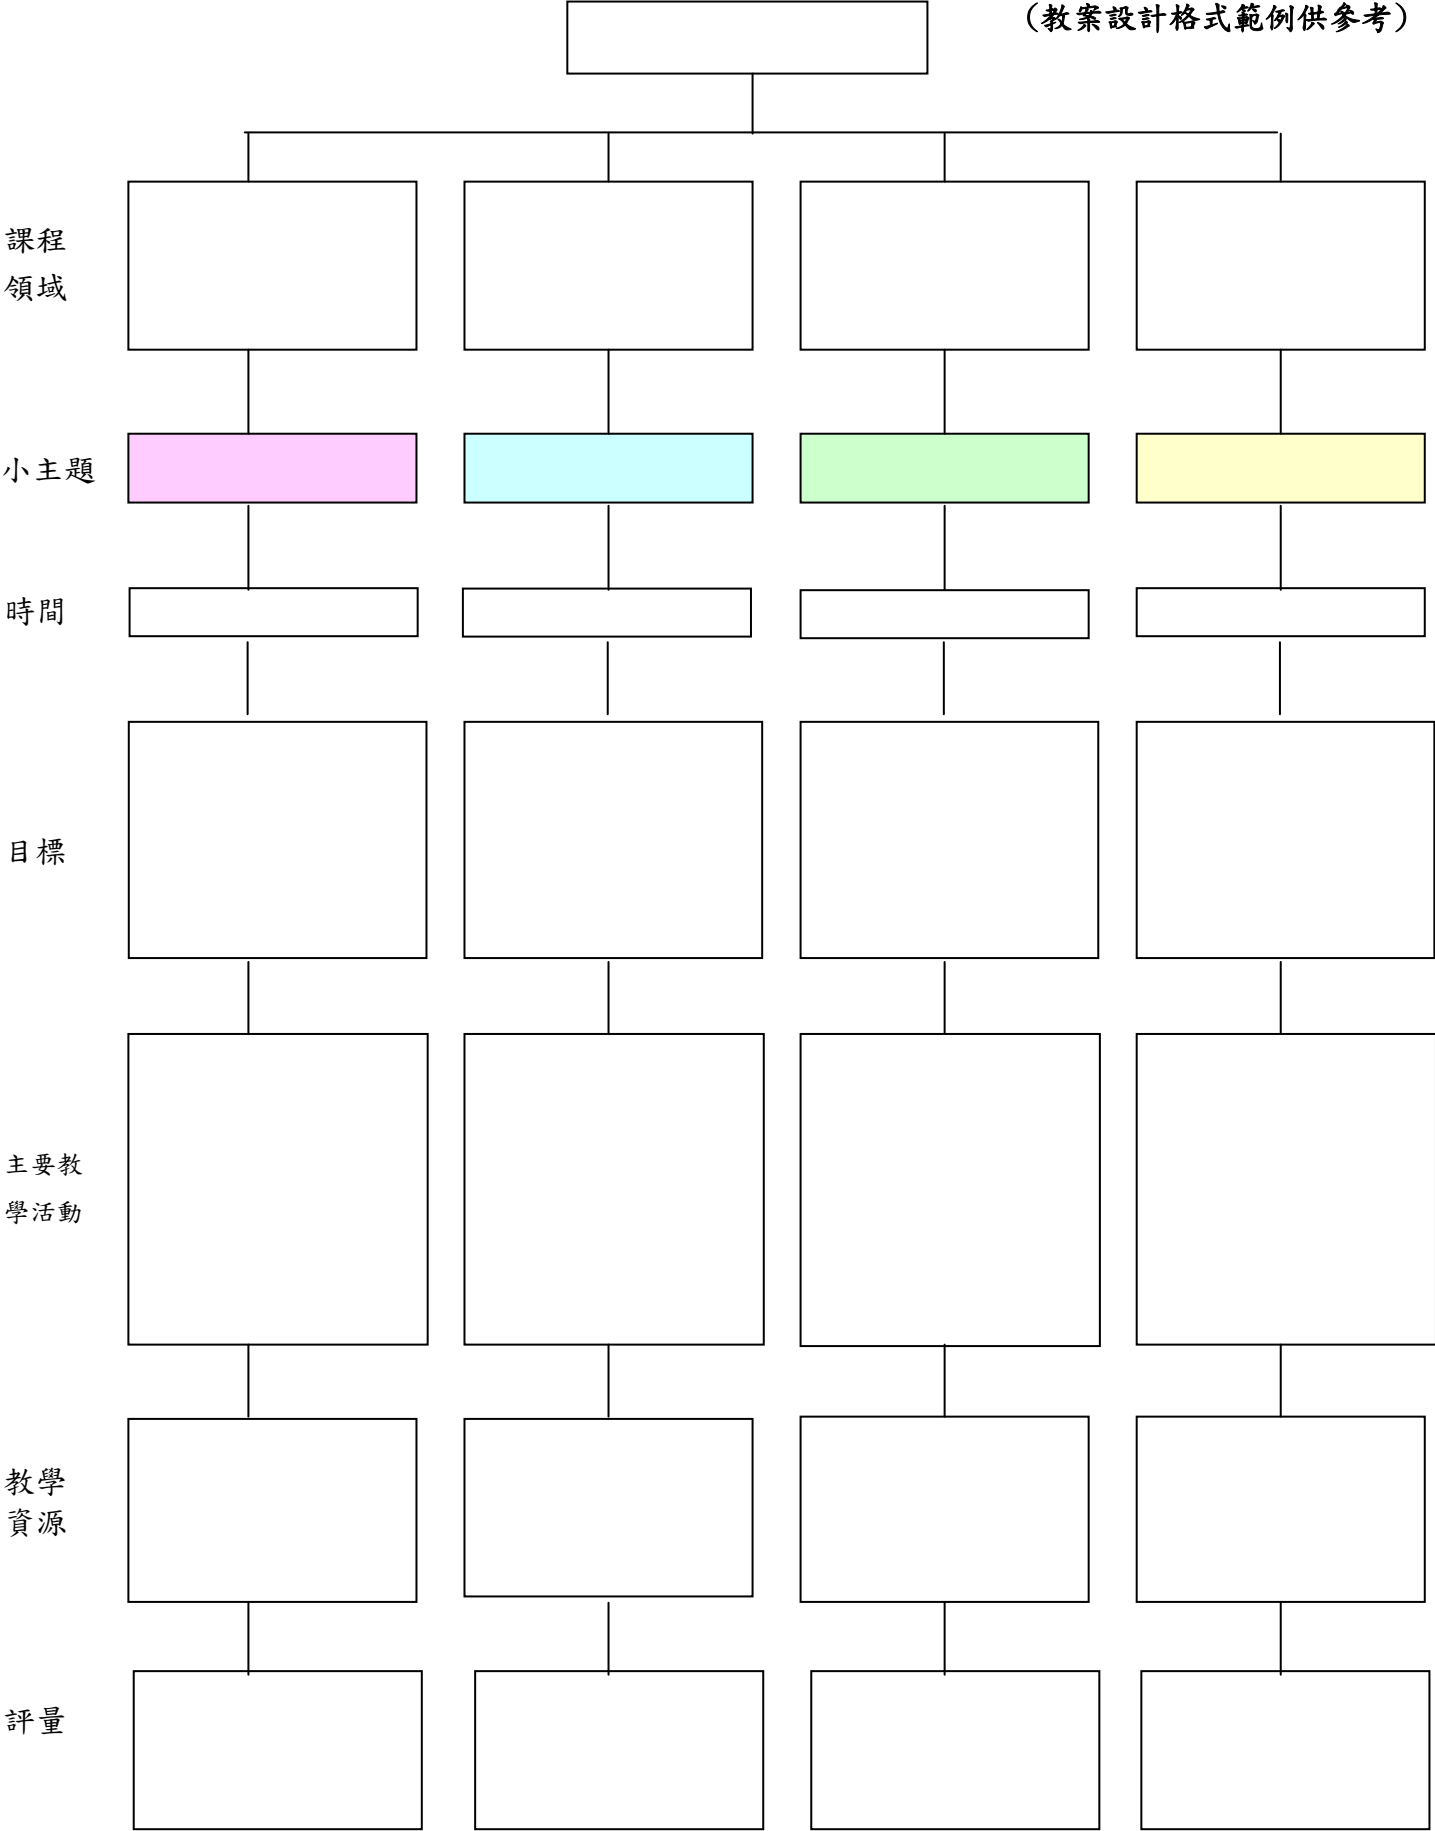 （教案設計格式範例供參考）
課程
領域
小主題
時間
目標
主要教
學活動
教學
資源
評量